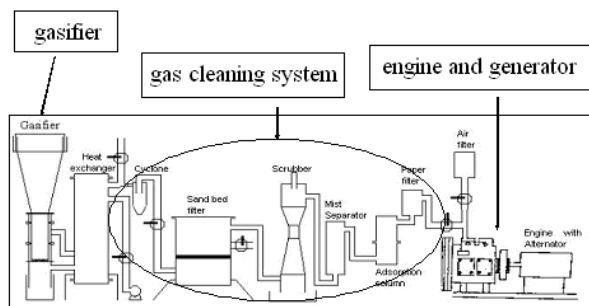 gasifier
gas cleaning system
engine and generator
Gasifier
Heat
exchanger
Cyclone
Sand bed
filter
Scrubber
Mist
Separator
Paper
filter
Adsorption
column
Air
filter
Engine with
Alternator